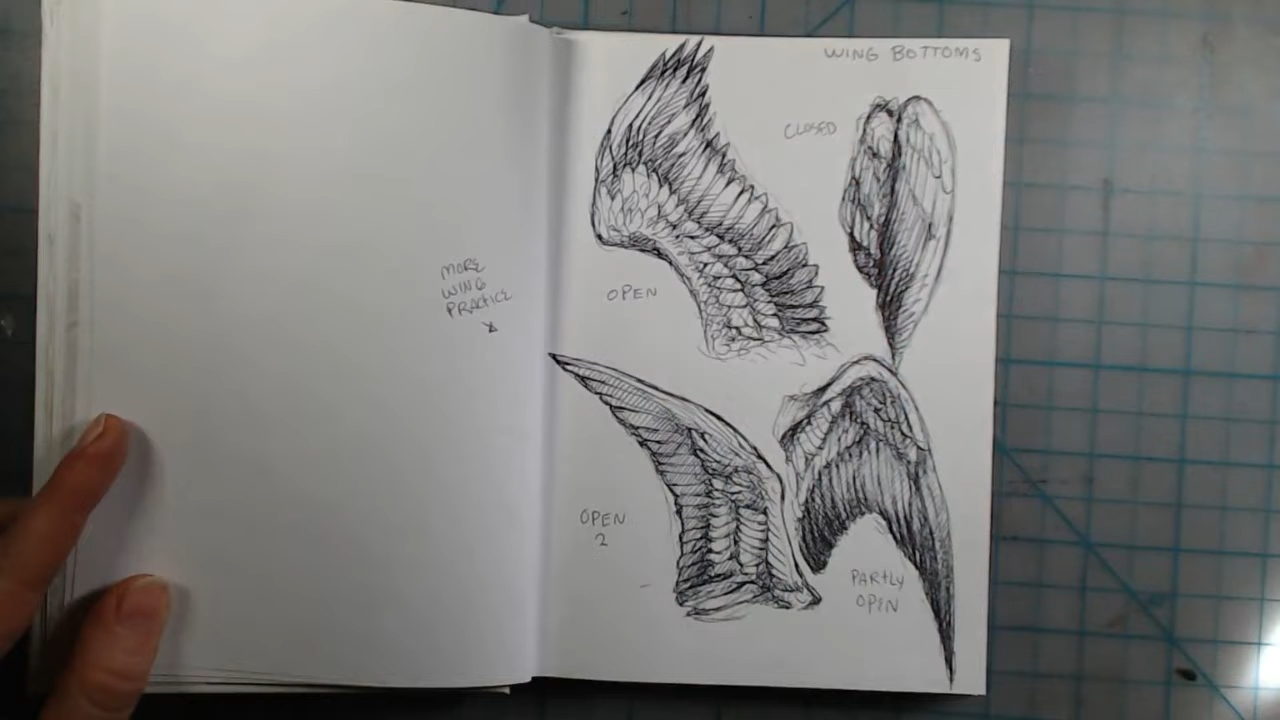 MORE
WING
PRACTICE
WING BOTTOMS
CLOSED
OPEN
OPEN
2
PARtLY
OPEN